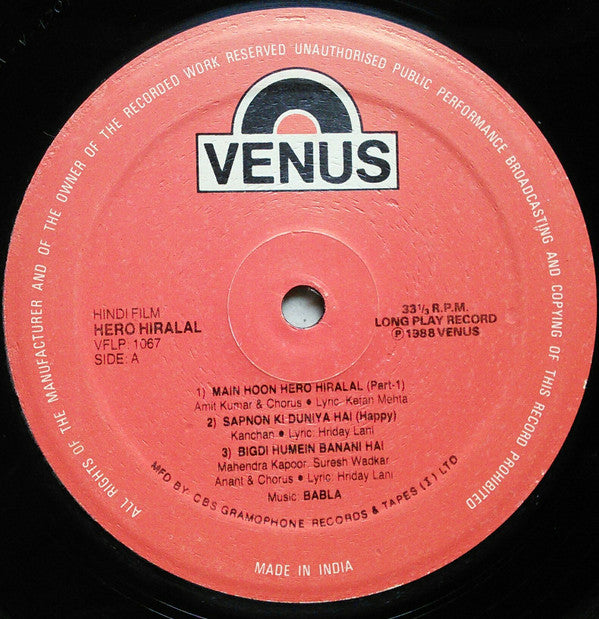 ALL RIGHTS OF THE MANUFACTURER AND OF THE OWNER OF THE RECORDED WORK RESERVED UNAUTHORISED PUBLIC PERFORMANCE BROADCASTING AND COPYING OF THIS RECORD PROHIBITED
VENUS
HINDI FILM
HERO HIRALAL
VFLP: 1067
SIDE: A
33 1/3 R.P.M.
LONG PLAY RECORD
Ⓟ 1988 VENUS
1) MAIN HOON HERO HIRALAL (Part-1)
Amit Kumar & Chorus ● Lyric: Ketan Mehta
2) SAPNON KI DUNIYA HAI (Happy)
Kanchan ● Lyric: Hriday Lani
3) BIGDI HUMEIN BANANI HAI
Mahendra Kapoor, Suresh Wadkar
Anant & Chorus ● Lyric: Hriday Lani
Music: BABLA
MFD BY: CBS GRAMOPHONE RECORDS & TAPES (I) LTD
MADE IN INDIA